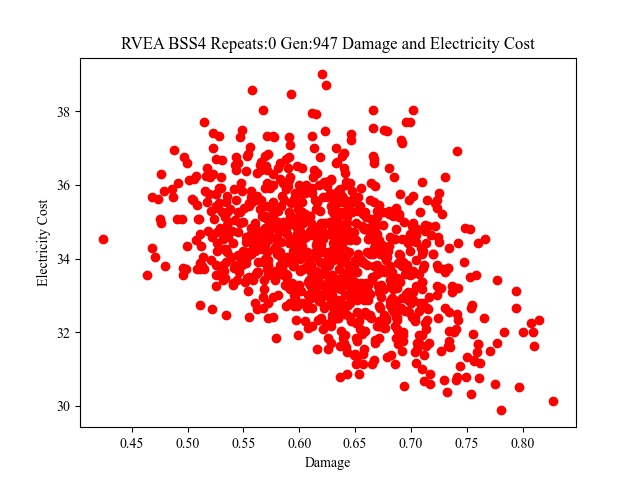 RVEA BSS4 Repeats:0 Gen:947 Damage and Electricity Cost
38
36
34
32
30
Electricity Cost
0.45 0.50 0.55 0.60 0.65 0.70 0.75 0.80
Damage